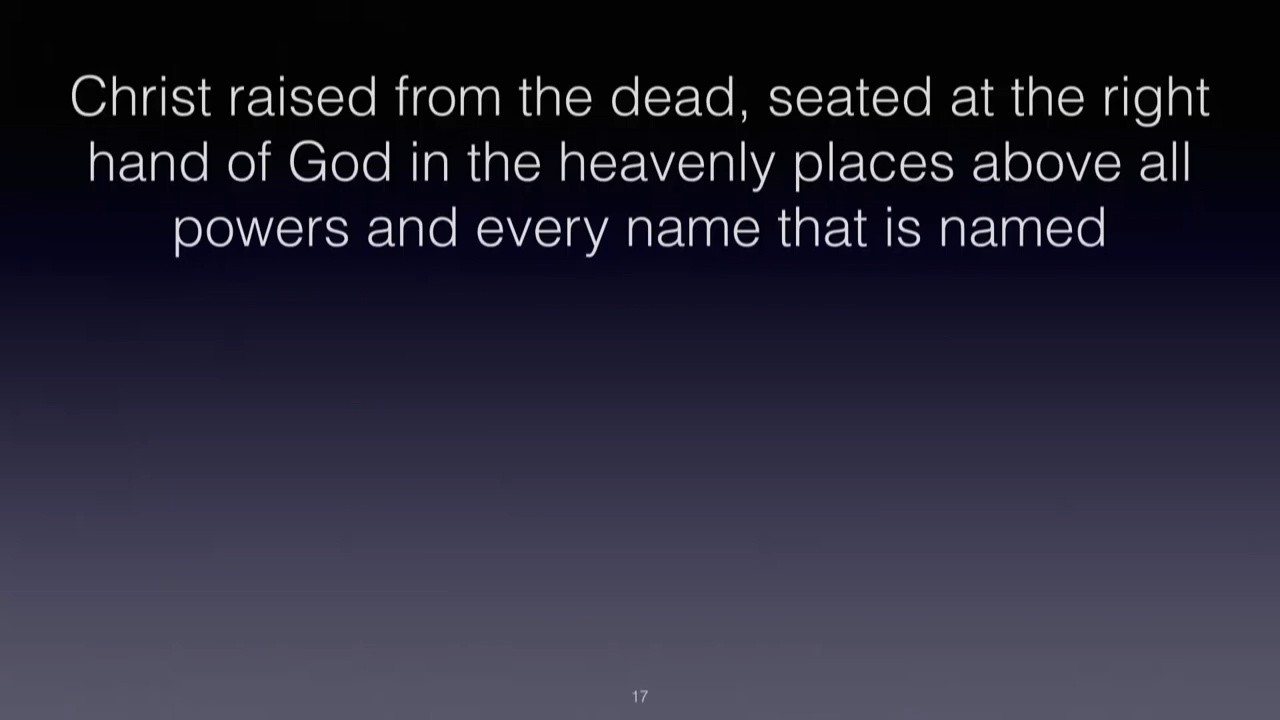 Christ raised from the dead, seated at the right
hand of God in the heavenly places above all
powers and every name that is named
17